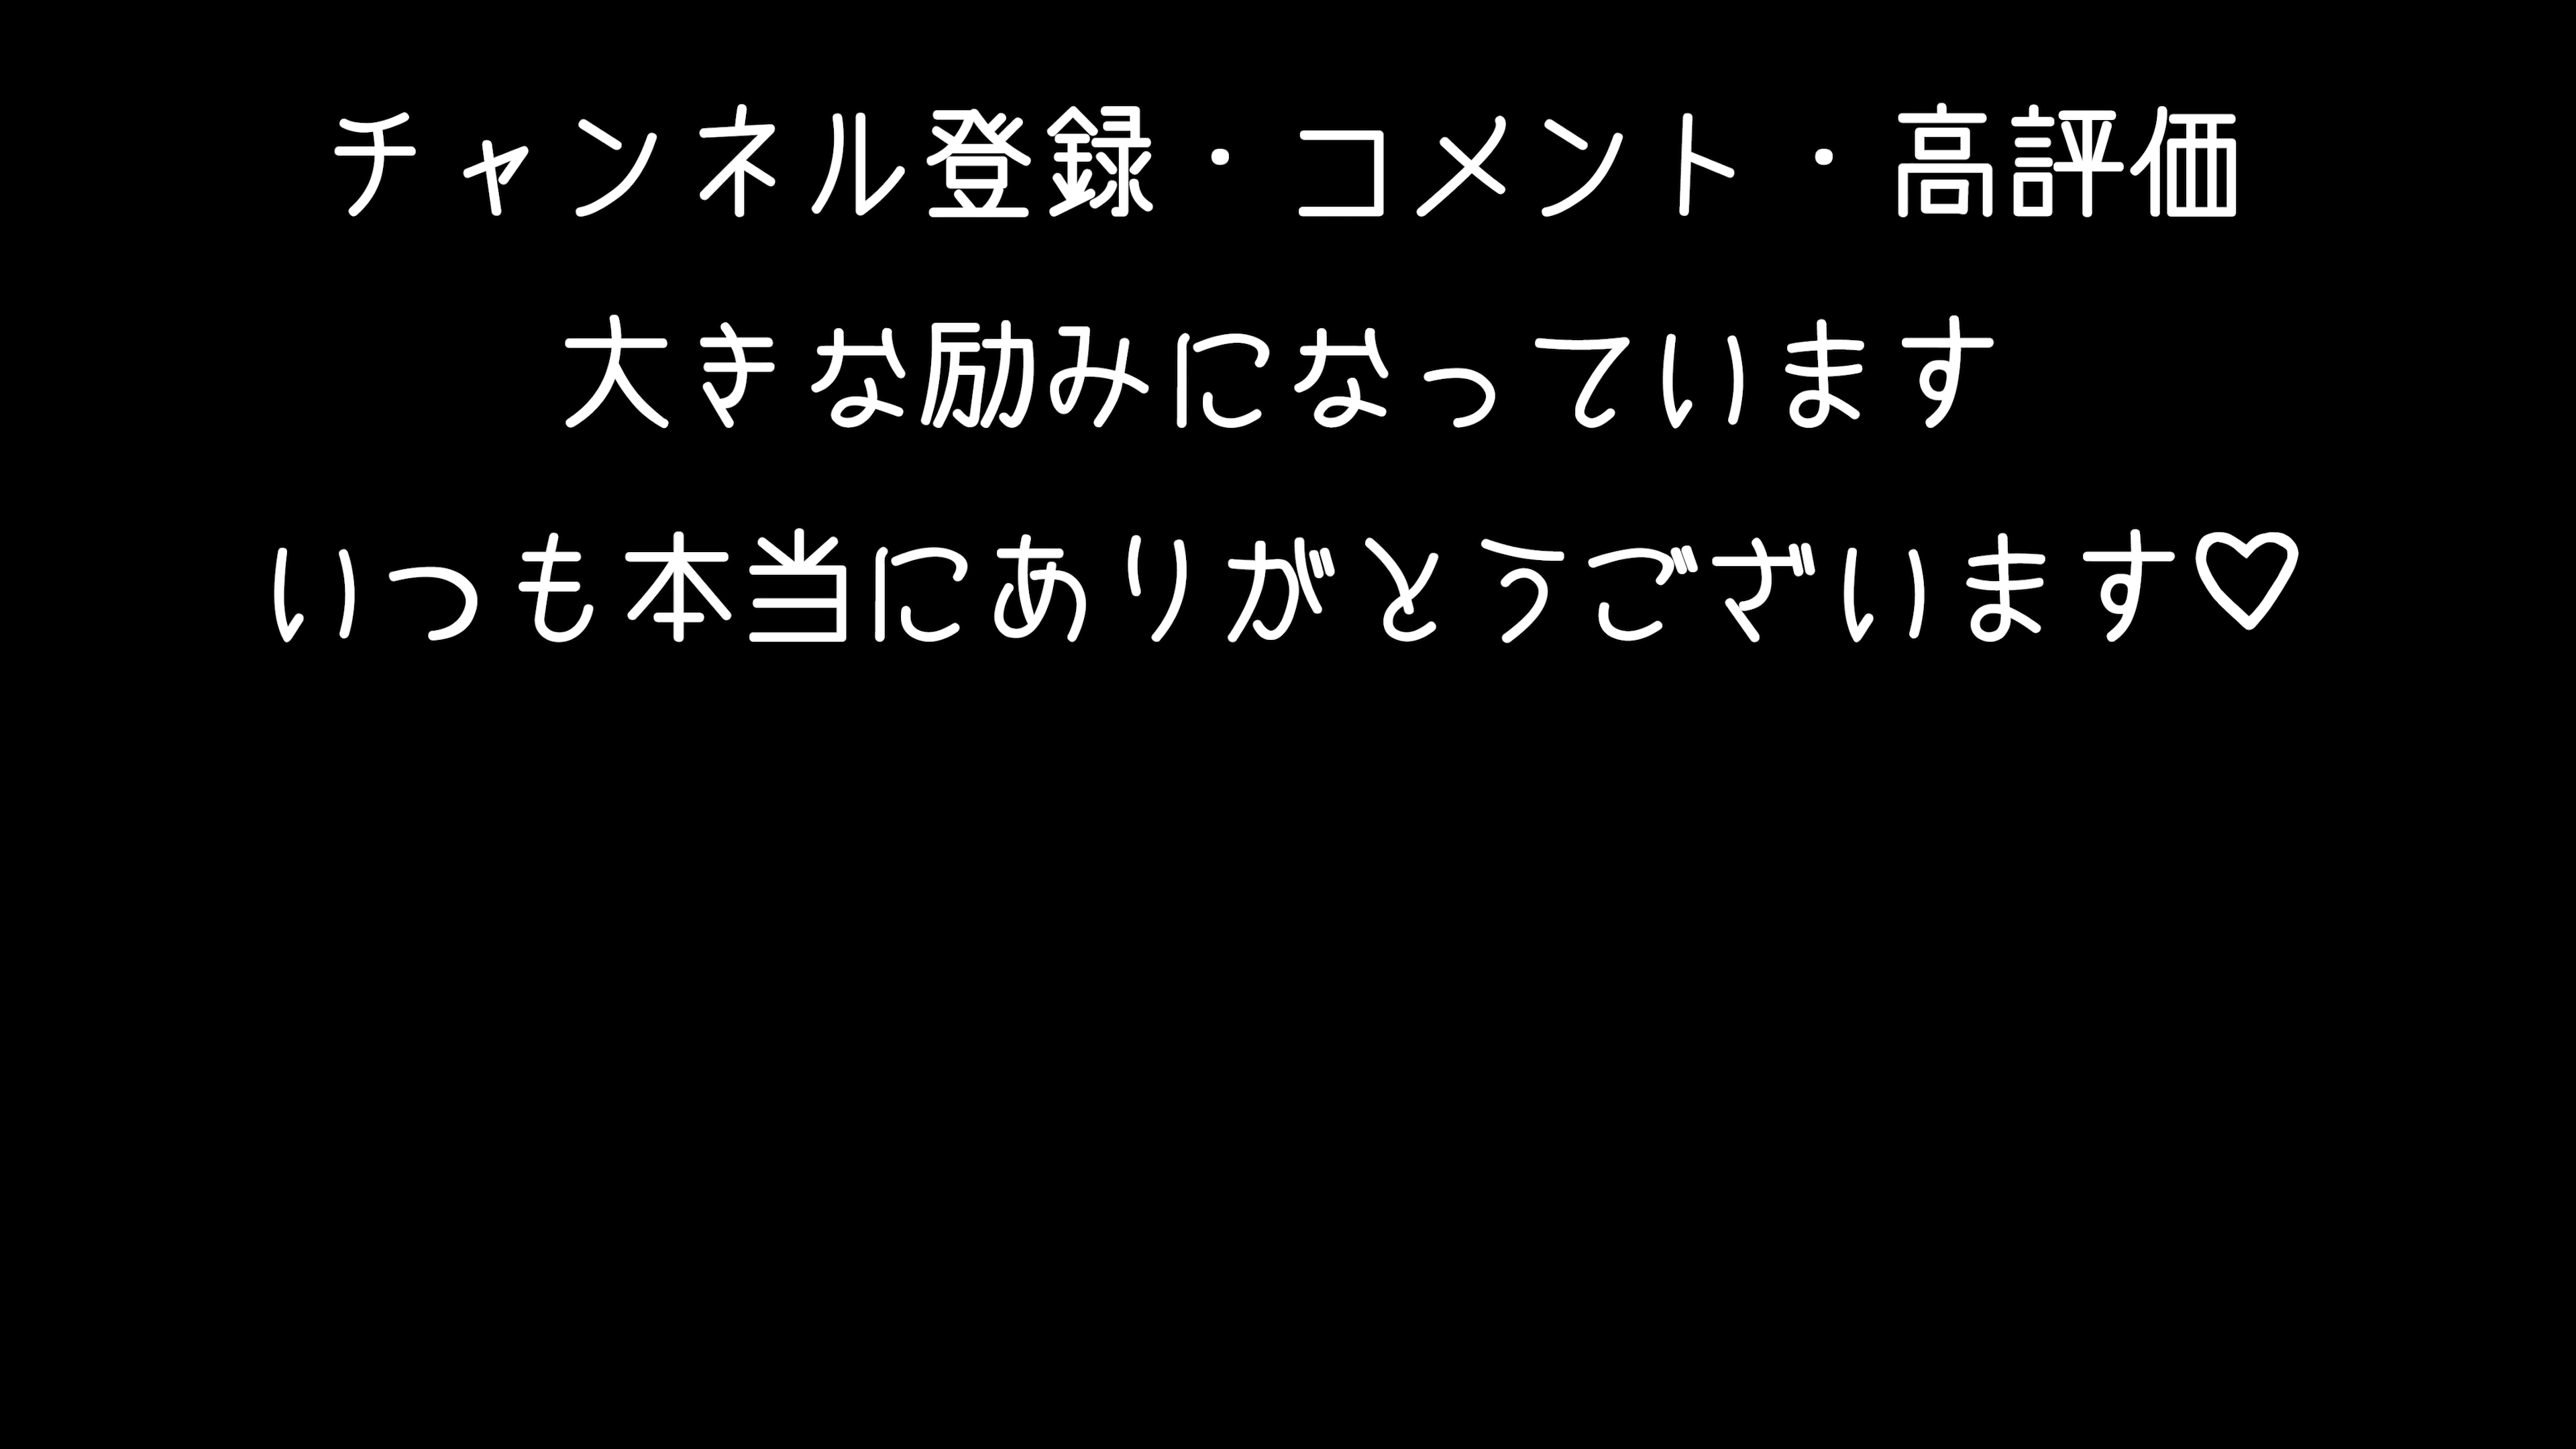 チャンネル登録・コメント・高評価
大きな励みになっています
いつも本当にありがとうございます♡